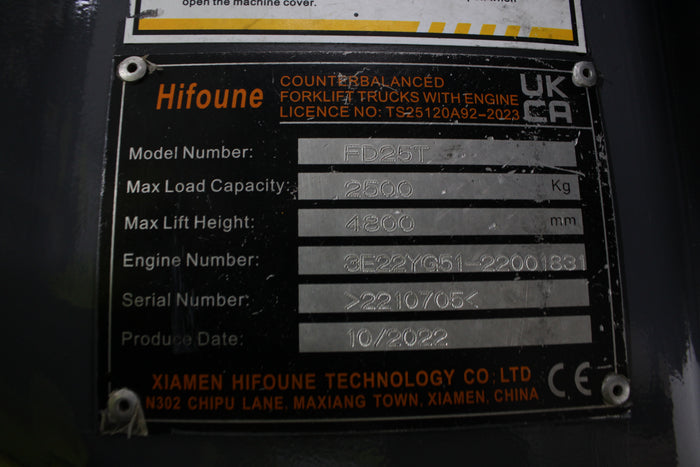 open the machine cover.
Hifoune
COUNTERBALANCED
FORKLIFT TRUCKS WITH ENGINE
LICENCE NO: TS25120A92-2023
UK
CA
Model Number: FD25T
Max Load Capacity: 2500 Kg
Max Lift Height: 4800 mm
Engine Number: 3E22YG51-22001831
Serial Number: >2210705<
Produce Date: 10/2022
XIAMEN HIFOUNE TECHNOLOGY CO. LTD
N302 CHIPU LANE, MAXIANG TOWN, XIAMEN, CHINA
CE